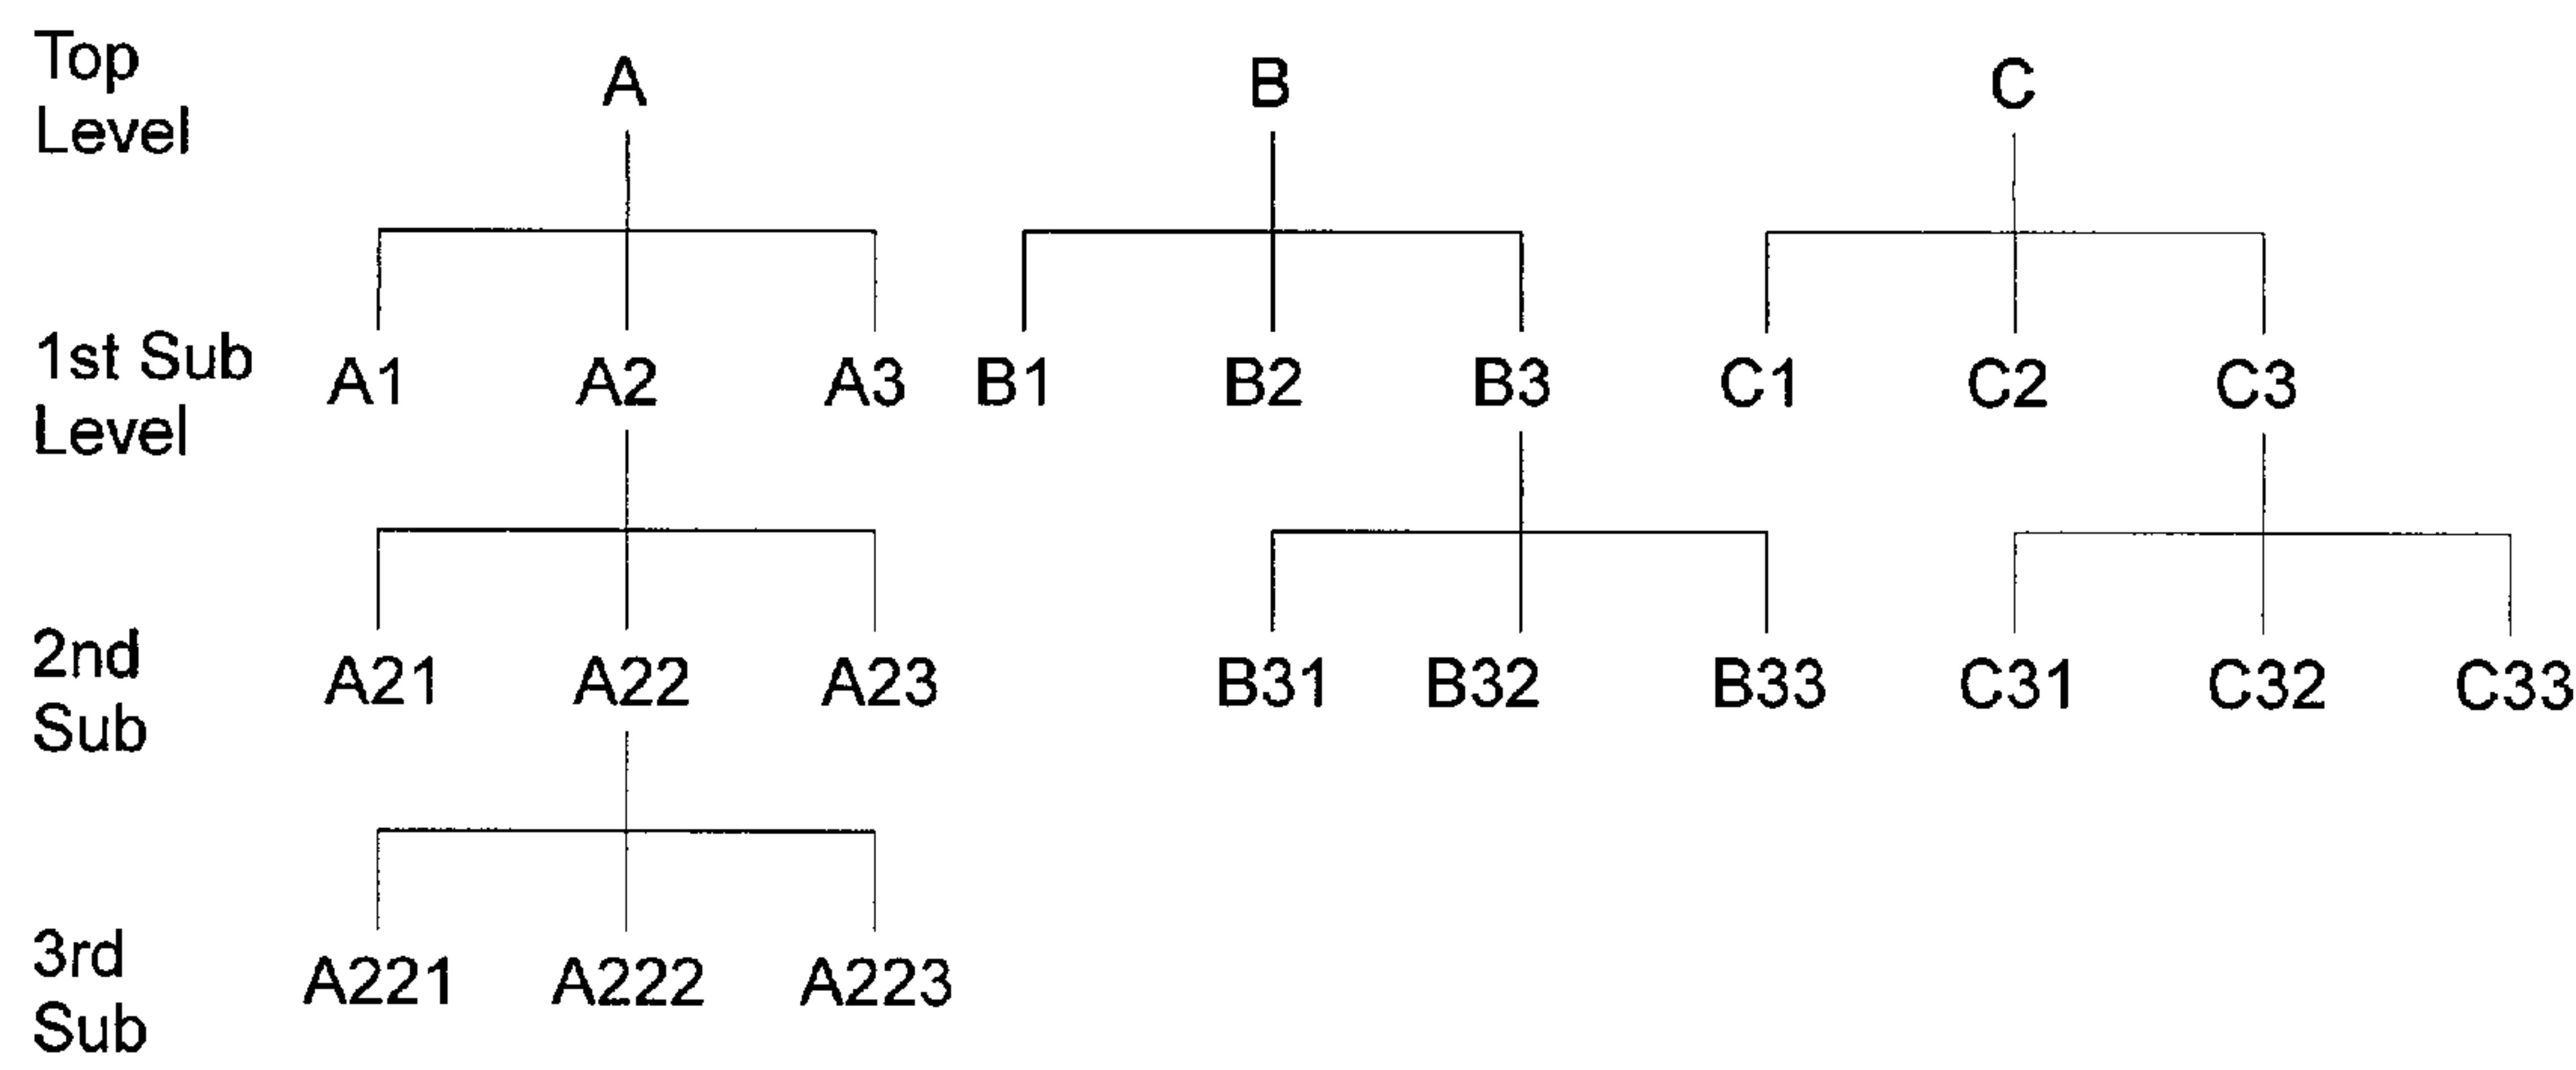 Top
Level
A B C
1st Sub
Level
A1 A2 A3 B1 B2 B3 C1 C2 C3
2nd
Sub
A21 A22 A23 B31 B32 B33 C31 C32 C33
3rd
Sub
A221 A222 A223